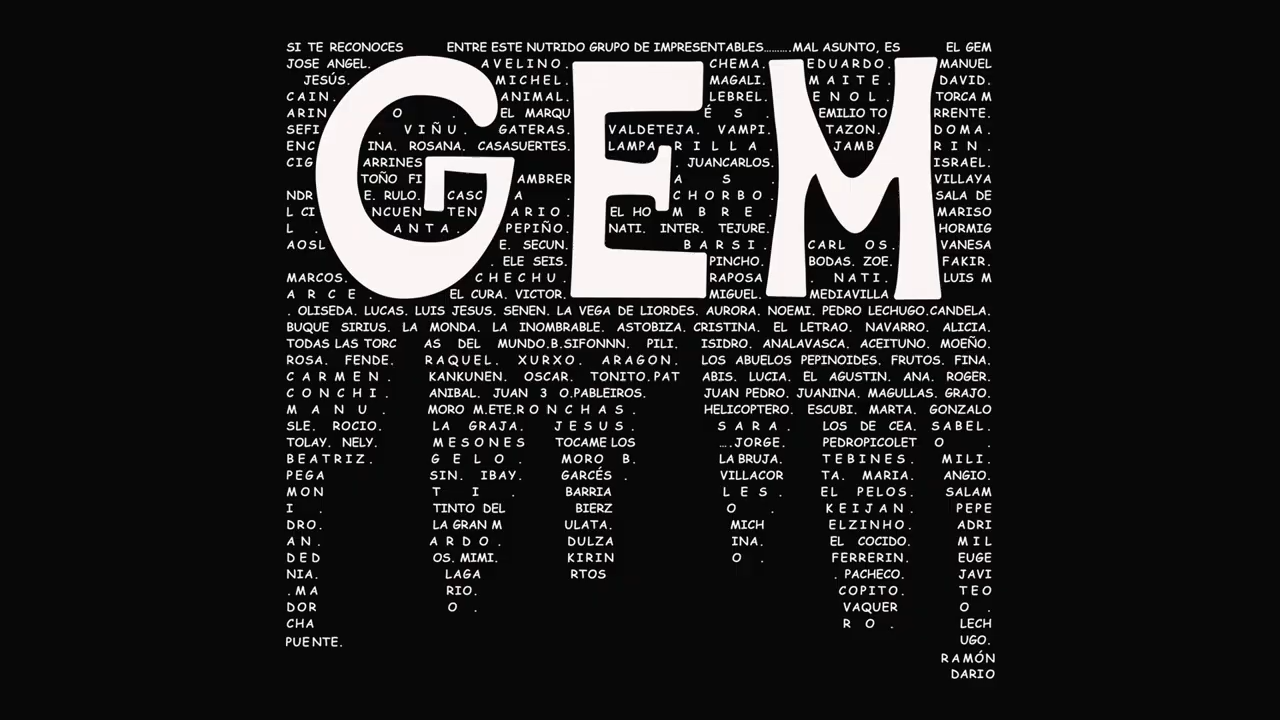 SI TE RECONOCES ENTRE ESTE NUTRIDO GRUPO DE IMPRESENTABLES..........MAL ASUNTO, ES EL GEM
GEM
JOSE ANGEL. AVELINO. CHEMA. EDUARDO. MANUEL
JESÚS. MICHEL. MAGALI. MAITE. DAVID.
CAIN. ANIMAL. LEBREL. ENOL. TORCA M
ARIN O . EL MARQU ÉS. EMILIO TO RRENTE.
SEFI . VIÑU. GATERAS. VALDETEJA. VAMPI. TAZON. DOMA.
ENC INA. ROSANA. CASASUERTES. LAMPA RILLA. JAMB RIN.
CIG ARRINES . JUANCARLOS. ISRAEL.
TOÑO FI AMBRER AS. VILLAYA
NDR E. RULO. CASC A . CHORBO. SALA DE
L CI NCUEN TEN ARIO. EL HO MBRE. MARISO
L . ANTA. PEPIÑO. NATI. INTER. TEJURE. HORMIG
AOSL E. SECUN. BARSI. CARL OS. VANESA
. ELE SEIS. PINCHO. BODAS. ZOE. FAKIR.
MARCOS. CHECHU. RAPOSA . NATI. LUIS M
ARCE. EL CURA. VICTOR. MIGUEL. MEDIAVILLA
. OLISEDA. LUCAS. LUIS JESUS. SENEN. LA VEGA DE LIORDES. AURORA. NOEMI. PEDRO LECHUGO.CANDELA.
BUQUE SIRIUS. LA MONDA. LA INOMBRABLE. ASTOBIZA. CRISTINA. EL LETRAO. NAVARRO. ALICIA.
TODAS LAS TORC AS DEL MUNDO.B.SIFONNN. PILI. ISIDRO. ANALAVASCA. ACEITUNO. MOEÑO.
ROSA. FENDE. RAQUEL. XURXO. ARAGON. LOS ABUELOS PEPINOIDES. FRUTOS. FINA.
CARMEN. KANKUNEN. OSCAR. TONITO.PAT ABIS. LUCIA. EL AGUSTIN. ANA. ROGER.
CONCHI. ANIBAL. JUAN 3 O.PABLEIROS. JUAN PEDRO. JUANINA. MAGULLAS. GRAJO.
MANU. MORO M.ETE.RONCHAS. HELICOPTERO. ESCUBI. MARTA. GONZALO
SLE. ROCIO. LA GRAJA. JESUS. SARA. LOS DE CEA. SABEL.
TOLAY. NELY. MESONES TOCAME LOS ....JORGE. PEDROPICOLET O .
BEATRIZ. GELO. MORO B. LA BRUJA. TEBINES. MILI.
PEGA SIN. IBAY. GARCÉS . VILLACOR TA. MARIA. ANGIO.
MON TI. BARRIA LES. EL PELOS. SALAM
I . TINTO DEL BIERZ O . KEIJAN. PEPE
DRO. LA GRAN M ULATA. MICH ELZINHO. ADRI
AN. ARDO. DULZA INA. EL COCIDO. MIL
DED OS. MIMI. KIRIN O . FERRERIN. EUGE
NIA. LAGA RTOS . PACHECO. JAVI
.MA RIO. COPITO. TEO
DOR O . VAQUER O .
CHA RO. LECH
PUENTE. UGO.
RAMÓN
DARIO